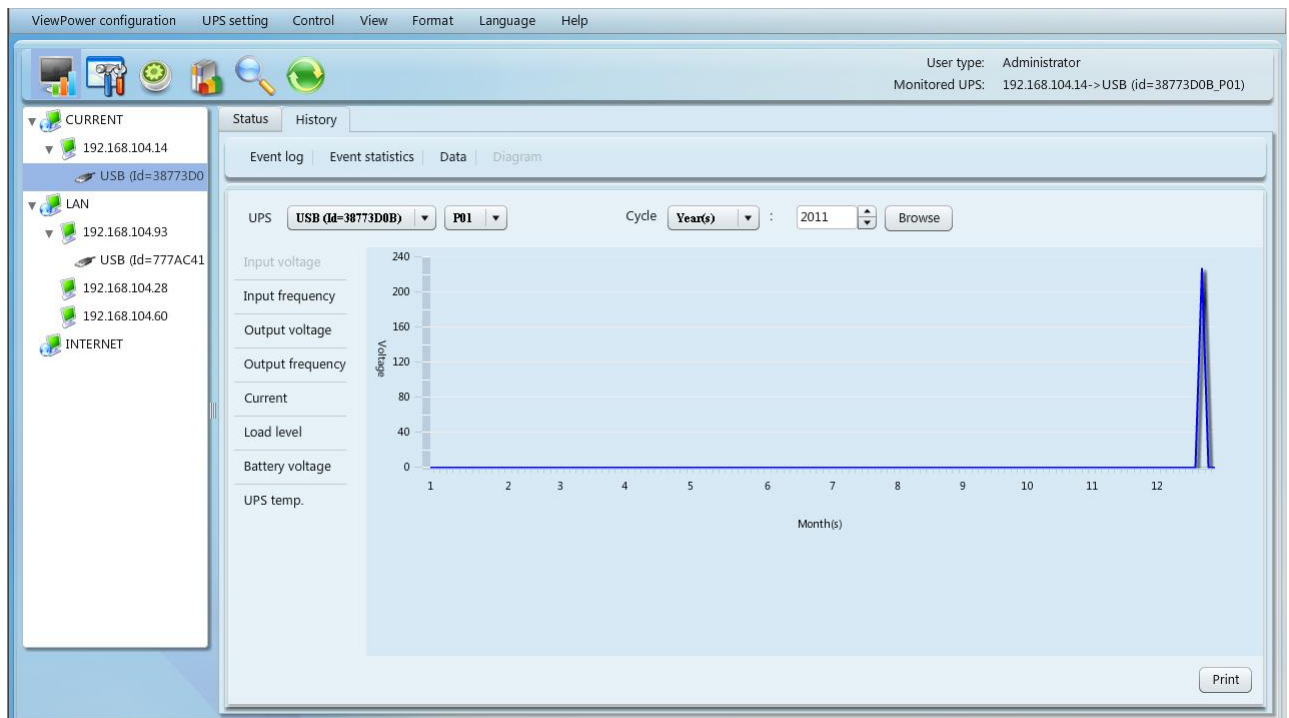 ViewPower configuration UPS setting Control View Format Language Help
User type: Administrator
Monitored UPS: 192.168.104.14->USB (id=38773D0B_P01)
CURRENT
192.168.104.14
USB (Id=38773D0
LAN
192.168.104.93
USB (Id=777AC41
192.168.104.28
192.168.104.60
INTERNET
Status History
Event log Event statistics Data Diagram
UPS USB (Id=38773D0B) P01 Cycle Year(s) : 2011 Browse
Input voltage
Input frequency
Output voltage
Output frequency
Current
Load level
Battery voltage
UPS temp.
Voltage
240
200
160
120
80
40
0
1 2 3 4 5 6 7 8 9 10 11 12
Month(s)
Print